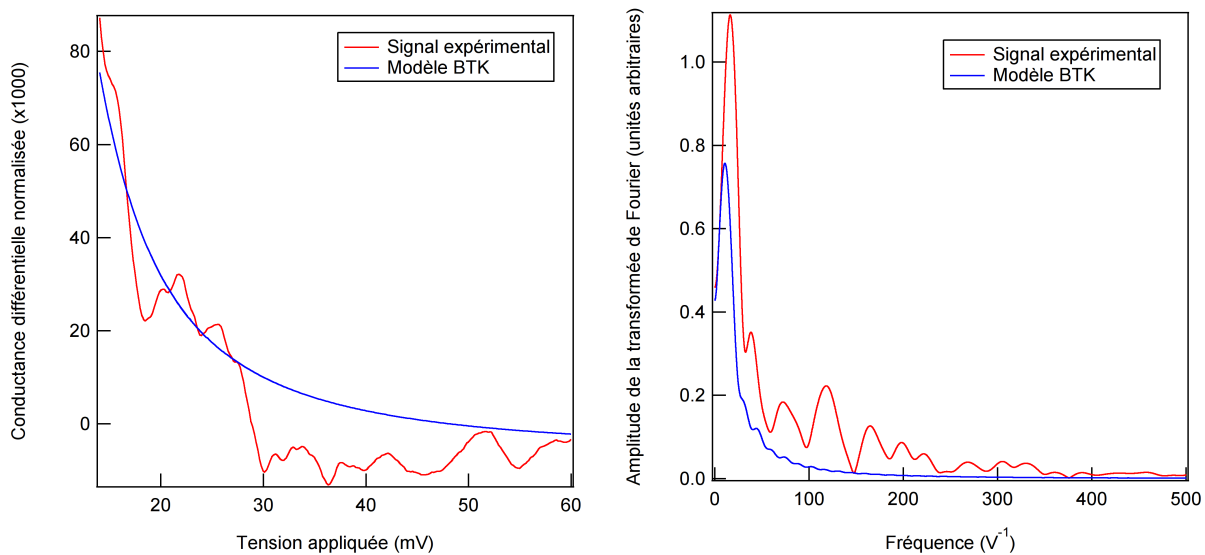 Conductance différentielle normalisée (x1000)
80
60
40
20
0
20
30
40
50
60
Tension appliquée (mV)
Signal expérimental
Modèle BTK
Amplitude de la transformée de Fourier (unités arbitraires)
1.0
0.8
0.6
0.4
0.2
0.0
0
100
200
300
400
500
Fréquence (V⁻¹)
Signal expérimental
Modèle BTK